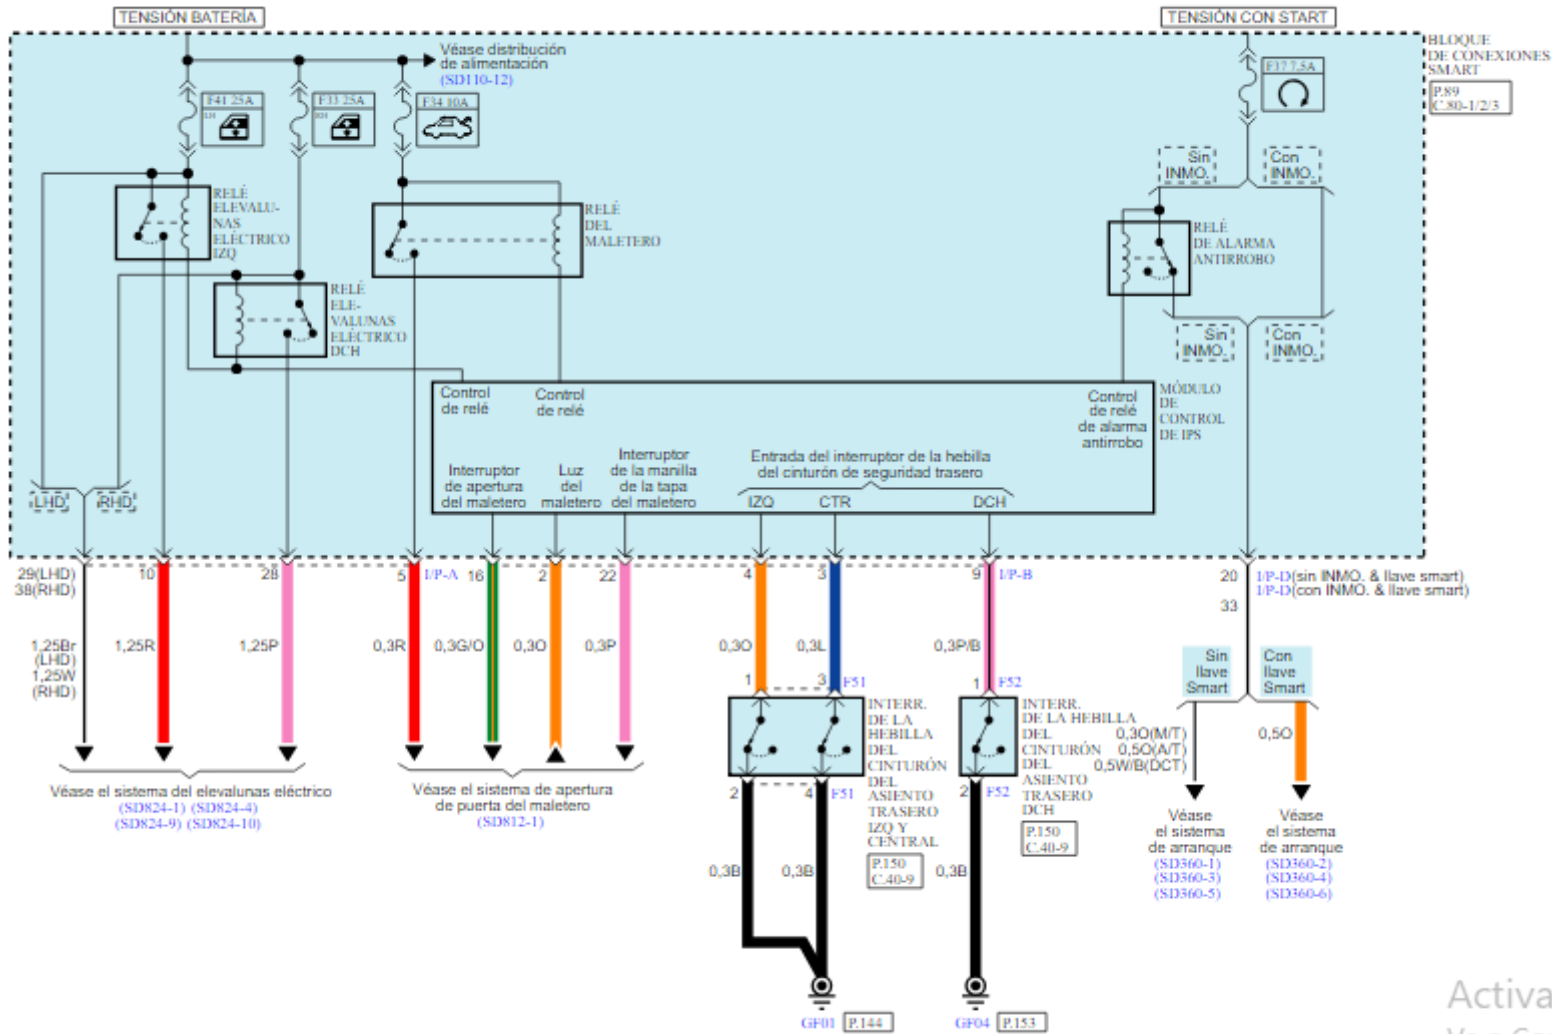 TENSIÓN BATERÍA
TENSIÓN CON START
Véase distribución
de alimentación
(SD110-12)
BLOQUE
DE CONEXIONES
SMART
P.89
C.80-1/2/3
F41 25A
LH
F33 25A
RH
F34 10A
F37 7,5A
Sin
INMO.
Con
INMO.
RELÉ
ELEVALU-
NAS
ELÉCTRICO
IZQ
RELÉ
DEL
MALETERO
RELÉ
DE ALARMA
ANTIRROBO
RELÉ
ELE-
VALUNAS
ELÉCTRICO
DCH
Sin
INMO.
Con
INMO.
Control
de relé
Control
de relé
Control
de relé
de alarma
antirrobo
MÓDULO
DE
CONTROL
DE IPS
Interruptor
de apertura
del maletero
Luz
del
maletero
Interruptor
de la manilla
de la tapa
del maletero
Entrada del interruptor de la hebilla
del cinturón de seguridad trasero
IZQ
CTR
DCH
LHD
RHD
29(LHD)
38(RHD)
10
28
5
I/P-A
16
2
22
4
3
9
I/P-B
20
I/P-D(sin INMO. & llave smart)
I/P-D(con INMO. & llave smart)
33
1,25Br
(LHD)
1,25W
(RHD)
1,25R
1,25P
0,3R
0,3G/O
0,3O
0,3P
0,3O
0,3L
0,3P/B
Sin
llave
Smart
Con
llave
Smart
1
3
F51
1
F52
INTERR.
DE LA
HEBILLA
DEL
CINTURÓN
DEL
ASIENTO
TRASERO
IZQ Y
CENTRAL
P.150
C.40-9
INTERR.
DE LA HEBILLA
DEL
CINTURÓN
DEL
ASIENTO
TRASERO
DCH
P.150
C.40-9
0,3O(M/T)
0,5O(A/T)
0,5W/B(DCT)
0,5O
2
4
F51
2
F52
Véase el sistema del elevalunas eléctrico
(SD824-1) (SD824-4)
(SD824-9) (SD824-10)
Véase el sistema de apertura
de puerta del maletero
(SD812-1)
Véase
el sistema
de arranque
(SD360-1)
(SD360-3)
(SD360-5)
Véase
el sistema
de arranque
(SD360-2)
(SD360-4)
(SD360-6)
0,3B
0,3B
0,3B
GF01
P.144
GF04
P.153
Activa